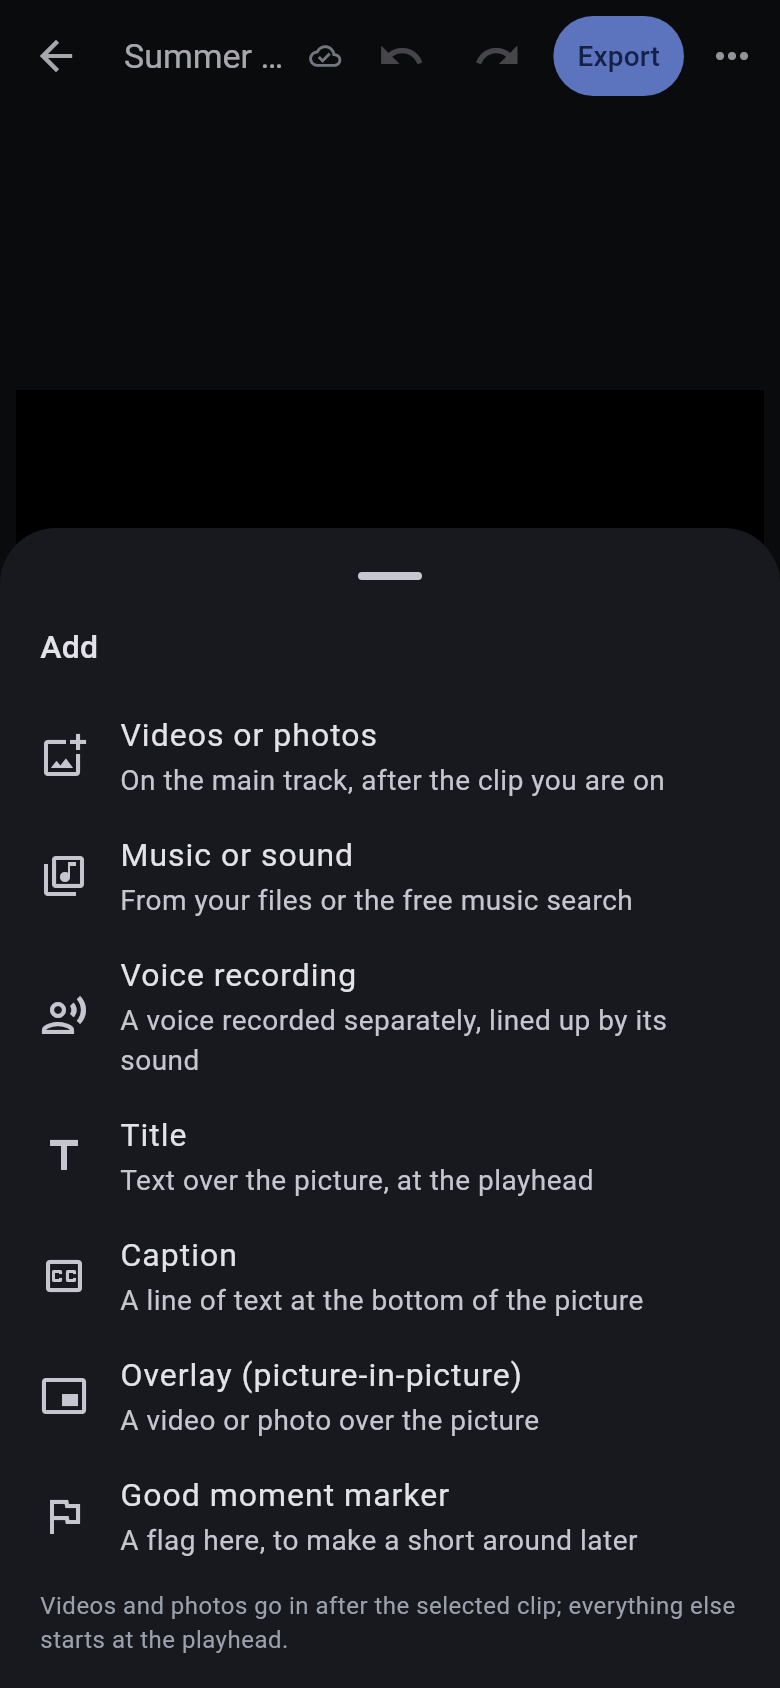 Summer ...
Export
Add
Videos or photos
On the main track, after the clip you are on
Music or sound
From your files or the free music search
Voice recording
A voice recorded separately, lined up by its
sound
Title
Text over the picture, at the playhead
Caption
A line of text at the bottom of the picture
Overlay (picture-in-picture)
A video or photo over the picture
Good moment marker
A flag here, to make a short around later
Videos and photos go in after the selected clip; everything else
starts at the playhead.